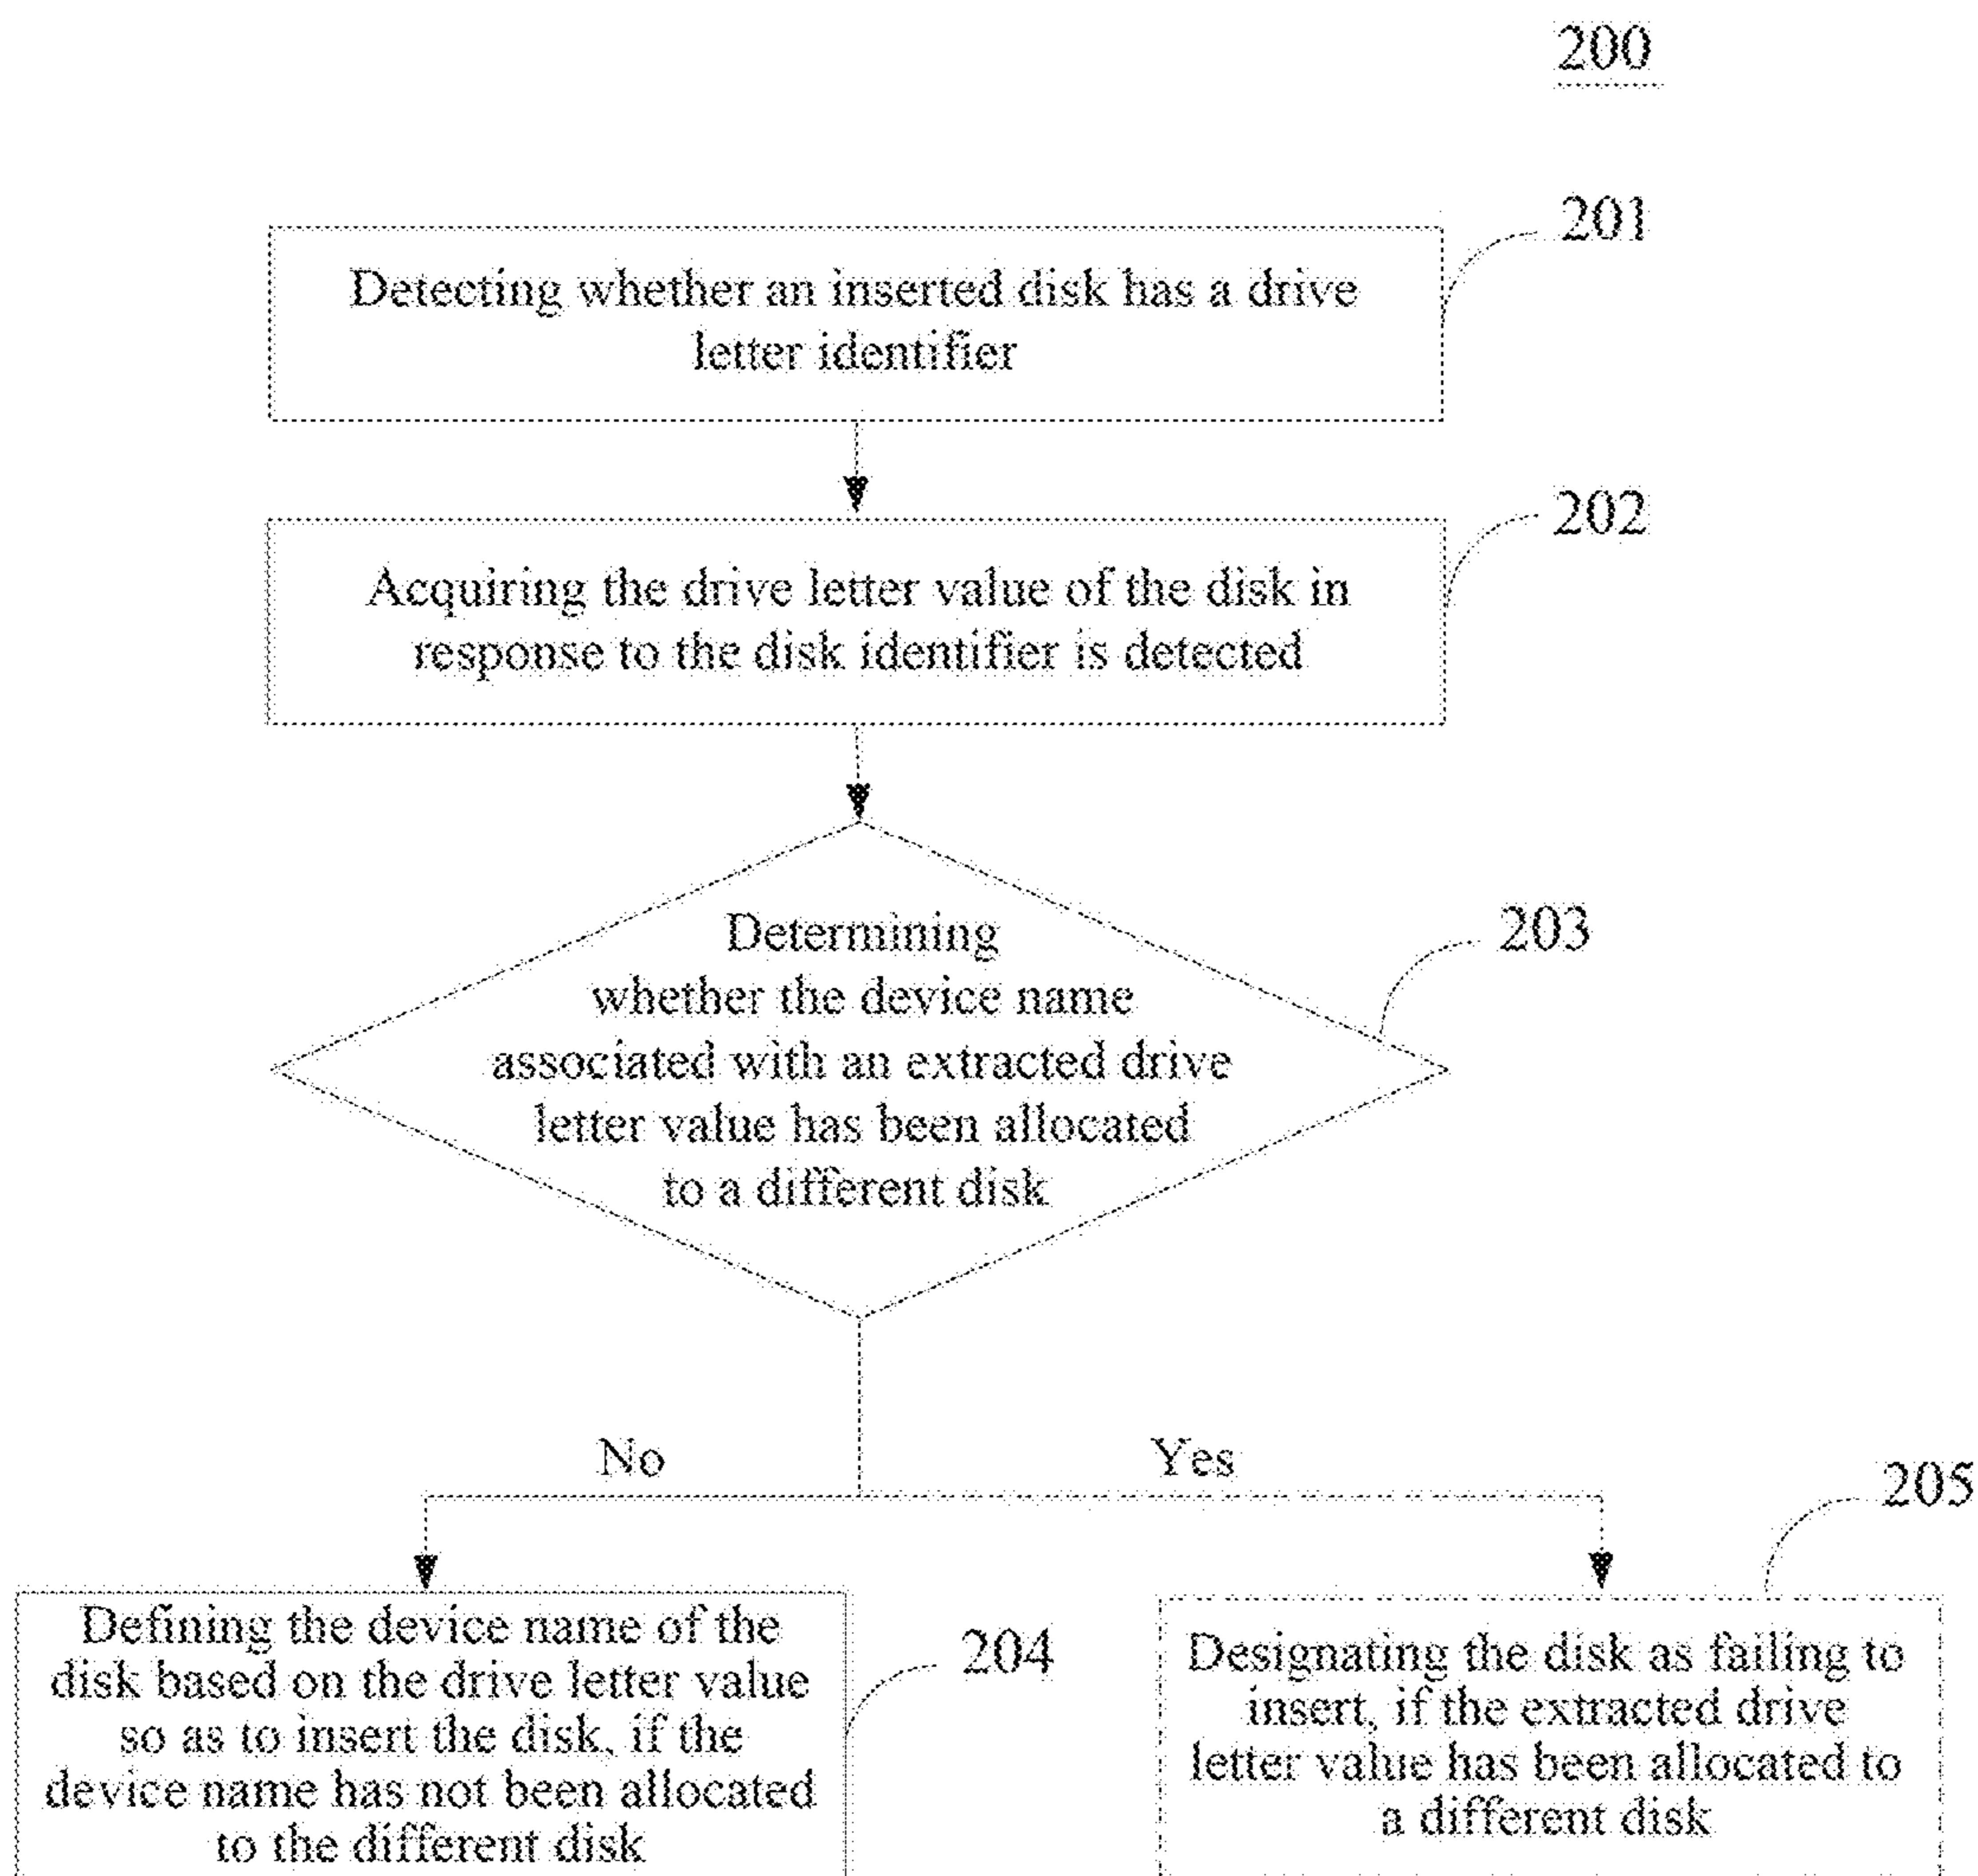 200
201
Detecting whether an inserted disk has a drive
letter identifier
202
Acquiring the drive letter value of the disk in
response to the disk identifier is detected
203
Determining
whether the device name
associated with an extracted drive
letter value has been allocated
to a different disk
No
Yes
205
Defining the device name of the
disk based on the drive letter value
so as to insert the disk, if the
device name has not been allocated
to the different disk
204
Designating the disk as failing to
insert, if the extracted drive
letter value has been allocated to
a different disk